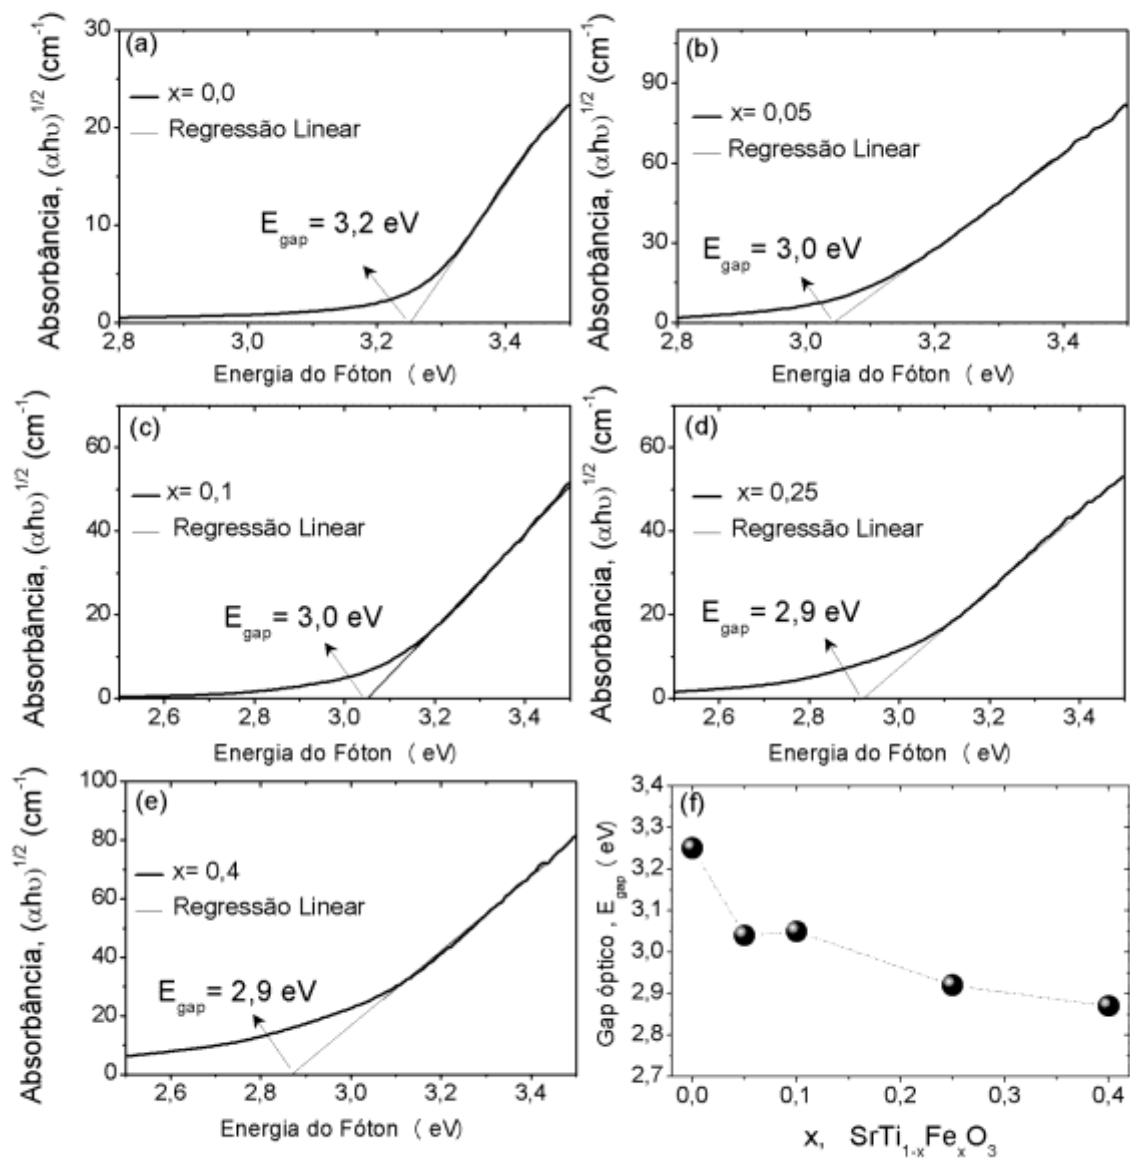 (a)
30
20
10
0
Absorbância, (αhυ)^1/2 (cm^-1)
x= 0,0
Regressão Linear
E_gap= 3,2 eV
2,8 3,0 3,2 3,4
Energia do Fóton ( eV)
(b)
90
60
30
0
Absorbância, (αhυ)^1/2 (cm^-1)
x= 0,05
Regressão Linear
E_gap= 3,0 eV
2,8 3,0 3,2 3,4
Energia do Fóton ( eV)
(c)
60
40
20
0
Absorbância, (αhυ)^1/2 (cm^-1)
x= 0,1
Regressão Linear
E_gap= 3,0 eV
2,6 2,8 3,0 3,2 3,4
Energia do Fóton ( eV)
(d)
60
40
20
0
Absorbância, (αhυ)^1/2 (cm^-1)
x= 0,25
Regressão Linear
E_gap= 2,9 eV
2,6 2,8 3,0 3,2 3,4
Energia do Fóton ( eV)
(e)
100
80
60
40
20
0
Absorbância, (αhυ)^1/2 (cm^-1)
x= 0,4
Regressão Linear
E_gap= 2,9 eV
2,6 2,8 3,0 3,2 3,4
Energia do Fóton ( eV)
(f)
3,4
3,3
3,2
3,1
3,0
2,9
2,8
2,7
Gap óptico , E_gap ( eV)
0,0 0,1 0,2 0,3 0,4
x, SrTi_1-xFe_xO_3